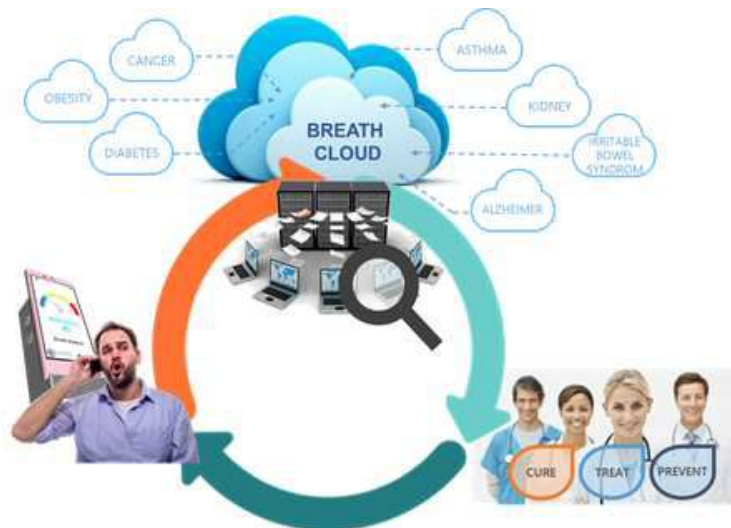 CANCER
ASTHMA
OBESITY
KIDNEY
BREATH
CLOUD
DIABETES
IRRITABLE
BOWEL
SYNDROM
ALZHEIMER
CURE
TREAT
PREVENT